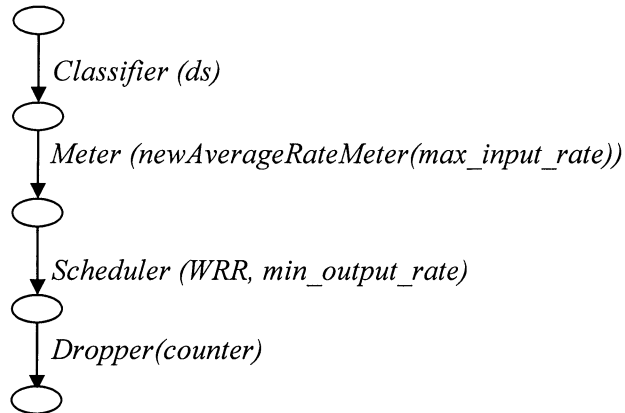 Classifier (ds)
Meter (newAverageRateMeter(max_input_rate))
Scheduler (WRR, min_output_rate)
Dropper(counter)